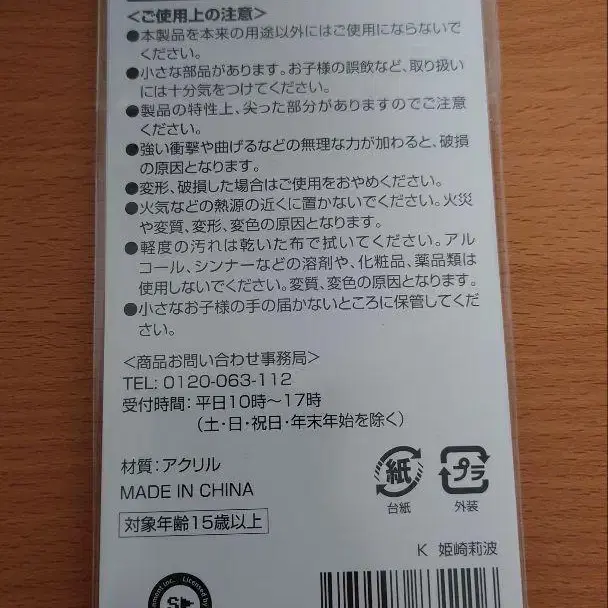 ＜ご使用上の注意＞
●本製品を本来の用途以外にはご使用にならないで
ください。
●小さな部品があります。お子様の誤飲など、取り扱い
には十分気をつけてください。
●製品の特性上、尖った部分がありますのでご注意
ください。
●強い衝撃や曲げるなどの無理な力が加わると、破損
の原因となります。
●変形、破損した場合はご使用をおやめください。
●火気などの熱源の近くに置かないでください。火災
や変質、変形、変色の原因となります。
●軽度の汚れは乾いた布で拭いてください。アル
コール、シンナーなどの溶剤や、化粧品、薬品類は
使用しないでください。変質、変色の原因となります。
●小さなお子様の手の届かないところに保管してくだ
さい。
＜商品お問い合わせ事務局＞
TEL: 0120-063-112
受付時間：平日10時～17時
（土・日・祝日・年末年始を除く）
材質：アクリル
MADE IN CHINA
対象年齢15歳以上
紙
台紙
プラ
外装
K 姫崎莉波